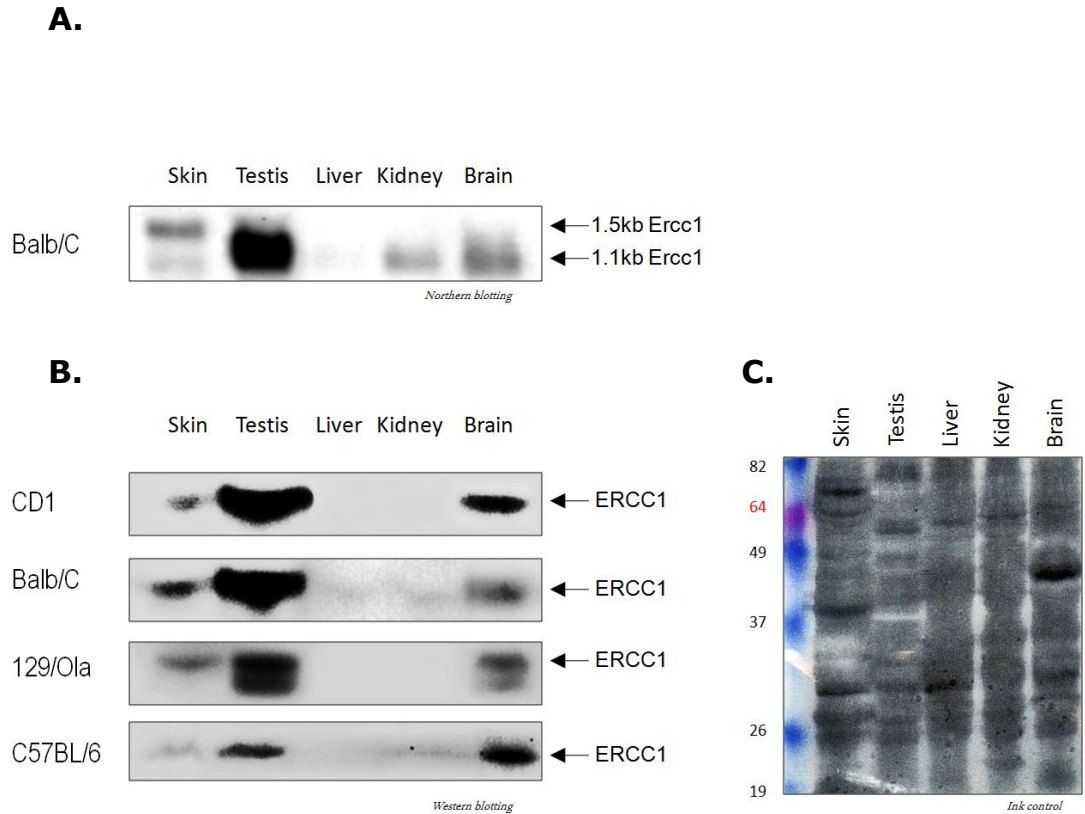 A.
Skin Testis Liver Kidney Brain
Balb/C
1.5kb Ercc1
1.1kb Ercc1
Northern blotting
B.
Skin Testis Liver Kidney Brain
CD1
ERCC1
Balb/C
ERCC1
129/Ola
ERCC1
C57BL/6
ERCC1
Western blotting
C.
Skin Testis Liver Kidney Brain
82
64
49
37
26
19
Ink control